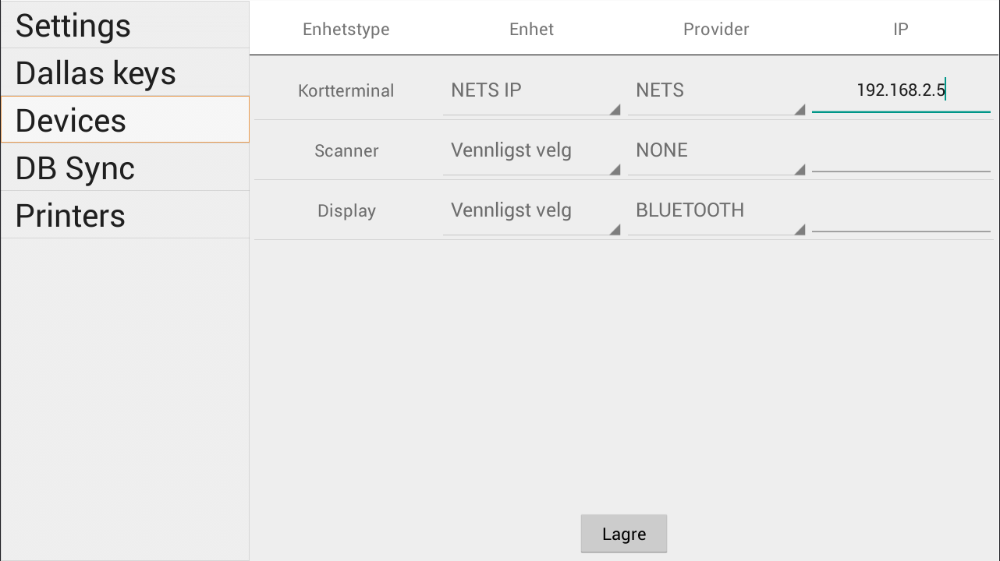 Settings
Dallas keys
Devices
DB Sync
Printers
Enhetstype Enhet Provider IP
Kortterminal NETS IP NETS 192.168.2.5
Scanner Vennligst velg NONE
Display Vennligst velg BLUETOOTH
Lagre